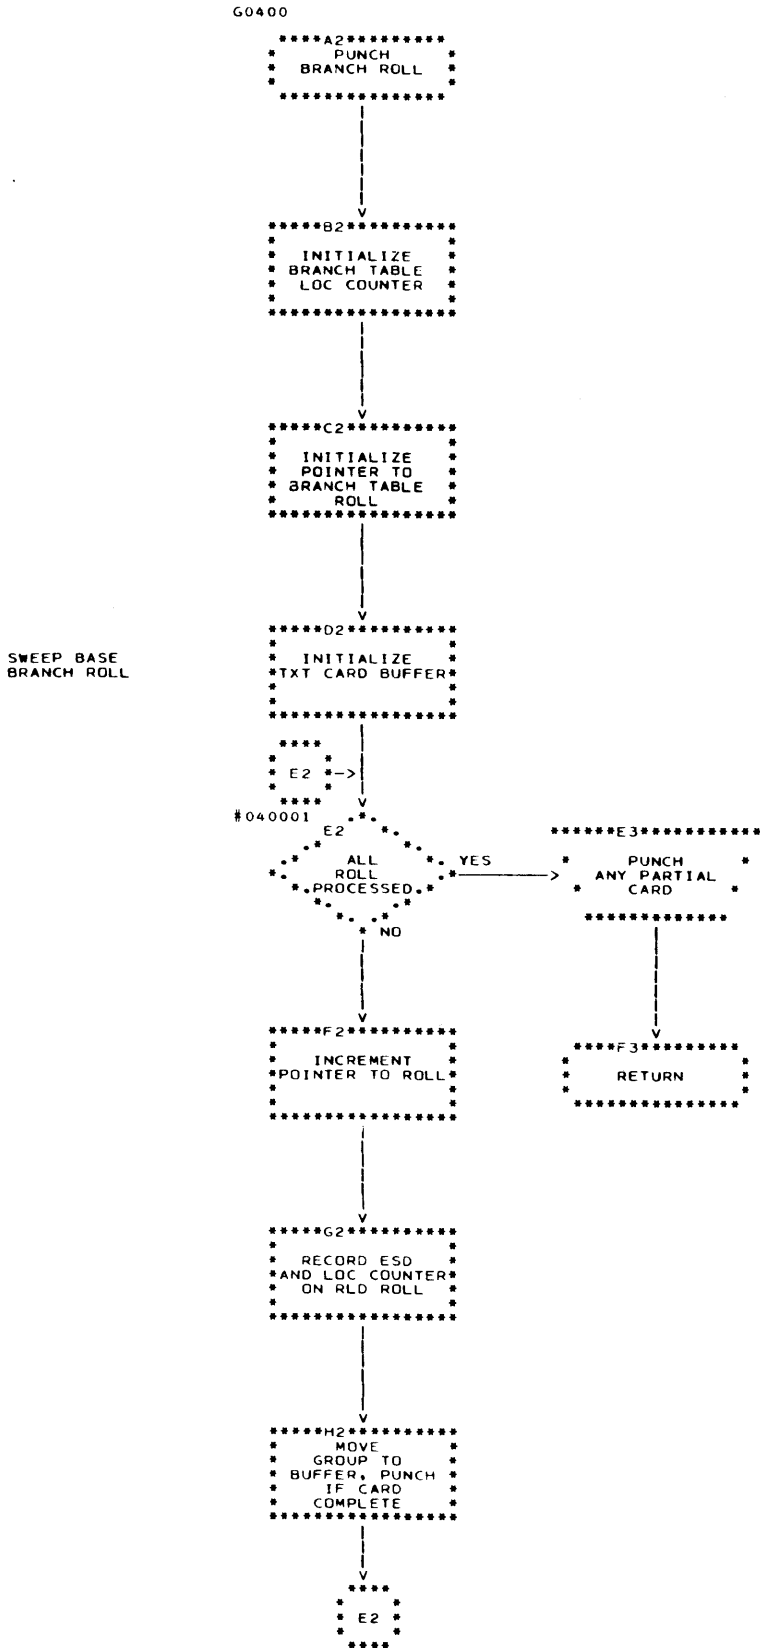 G0400
A2
PUNCH
BRANCH ROLL
B2
INITIALIZE
BRANCH TABLE
LOC COUNTER
C2
INITIALIZE
POINTER TO
BRANCH TABLE
ROLL
SWEEP BASE
BRANCH ROLL
D2
INITIALIZE
TXT CARD BUFFER
E2
#040001
E2
ALL
ROLL
PROCESSED
YES
NO
E3
PUNCH
ANY PARTIAL
CARD
F2
INCREMENT
POINTER TO ROLL
F3
RETURN
G2
RECORD ESD
AND LOC COUNTER
ON RLD ROLL
H2
MOVE
GROUP TO
BUFFER, PUNCH
IF CARD
COMPLETE
E2